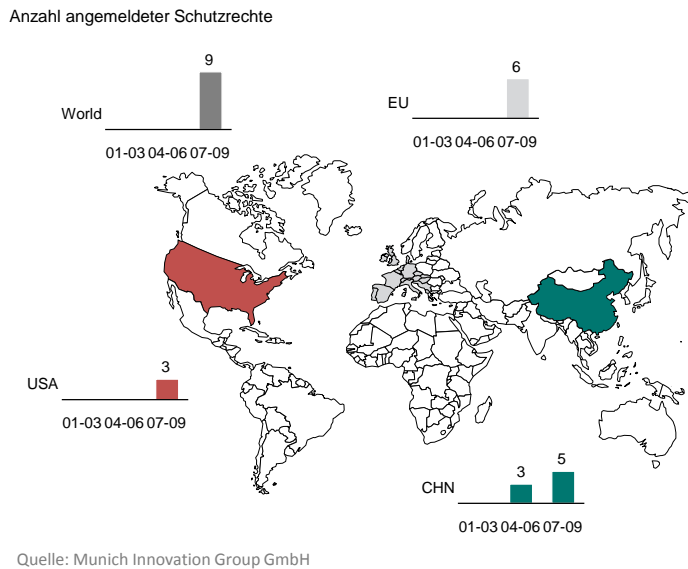 Anzahl angemeldeter Schutzrechte
9
World
01-03 04-06 07-09
6
EU
01-03 04-06 07-09
3
USA
01-03 04-06 07-09
3 5
CHN
01-03 04-06 07-09
Quelle: Munich Innovation Group GmbH